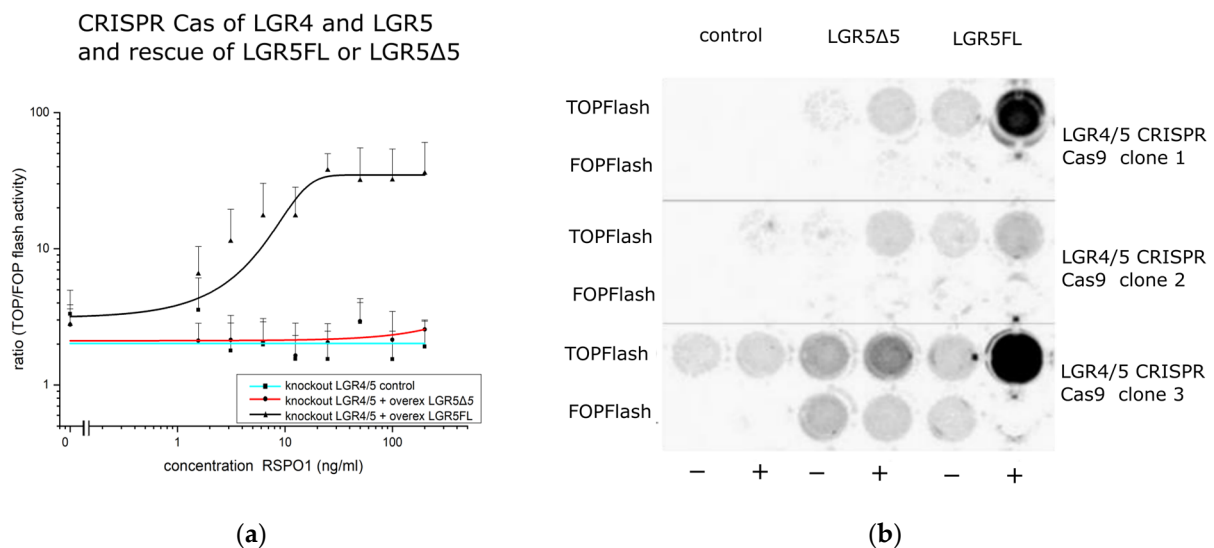 CRISPR Cas of LGR4 and LGR5
and rescue of LGR5FL or LGR5Δ5
100
10
1
ratio (TOP/FOP flash activity)
knockout LGR4/5 control
knockout LGR4/5 + overex LGR5Δ5
knockout LGR4/5 + overex LGR5FL
0 1 10 100
concentration RSPO1 (ng/ml)
(a)
control LGR5Δ5 LGR5FL
TOPFlash
FOPFlash
LGR4/5 CRISPR
Cas9 clone 1
TOPFlash
FOPFlash
LGR4/5 CRISPR
Cas9 clone 2
TOPFlash
FOPFlash
LGR4/5 CRISPR
Cas9 clone 3
− + − + − +
(b)